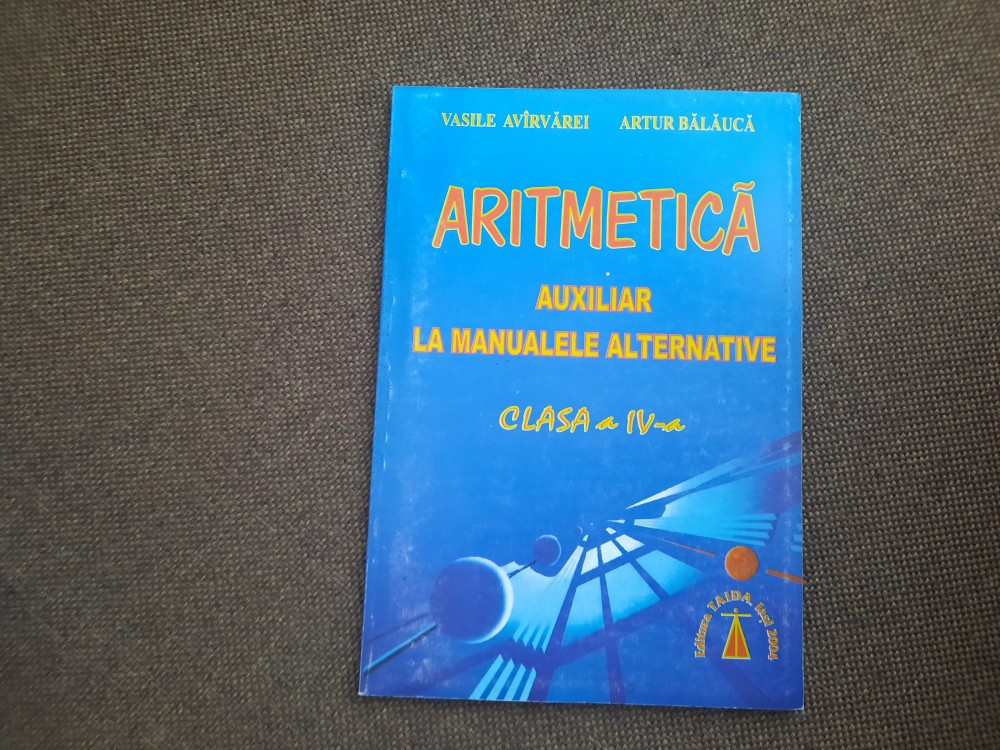 VASILE AVÎRVĂREI ARTUR BĂLĂUCĂ
ARITMETICĂ
AUXILIAR
LA MANUALELE ALTERNATIVE
CLASA a IV-a
Editura TAIDA, Iași 2004